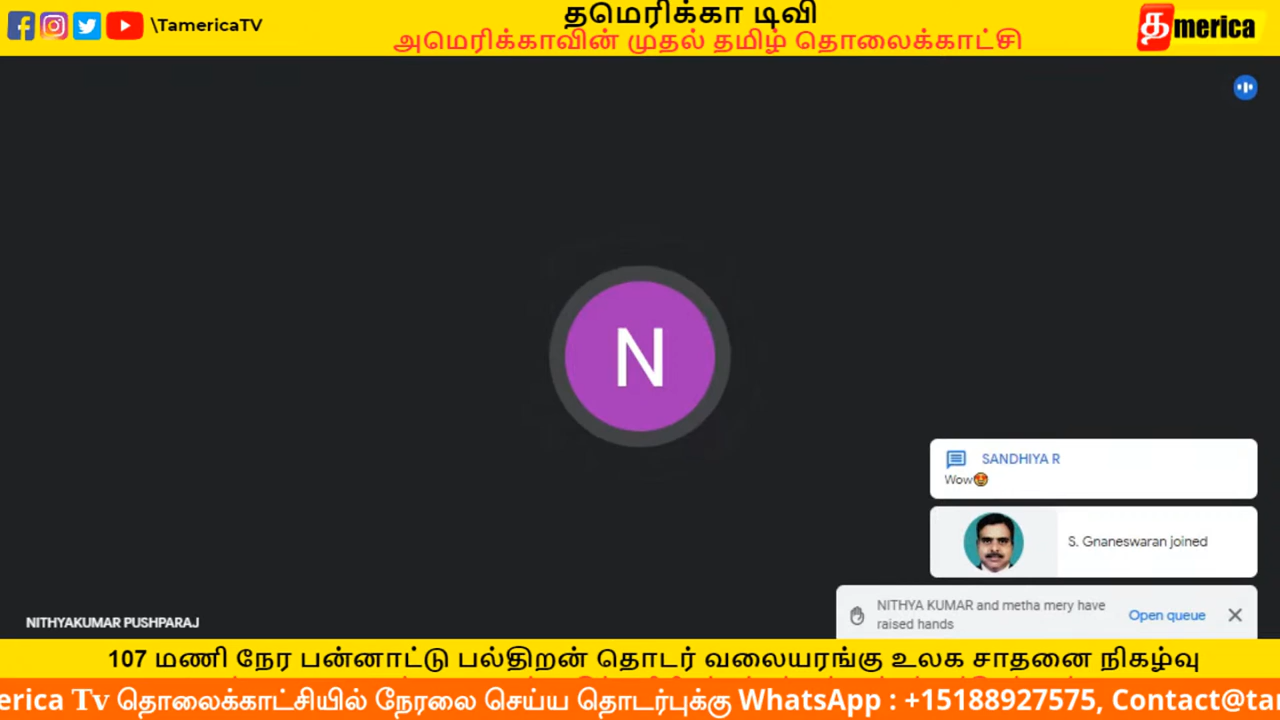 \TamericaTV
தமெரிக்கா டிவி
அமெரிக்காவின் முதல் தமிழ் தொலைக்காட்சி
தmerica
N
SANDHIYA R
Wow🤩
S. Gnaneswaran joined
NITHYA KUMAR and metha mery have
raised hands
Open queue
NITHYAKUMAR PUSHPARAJ
107 மணி நேர பன்னாட்டு பல்திறன் தொடர் வலையரங்கு உலக சாதனை நிகழ்வு
erica Tv தொலைக்காட்சியில் நேரலை செய்ய தொடர்புக்கு WhatsApp : +15188927575, Contact@ta